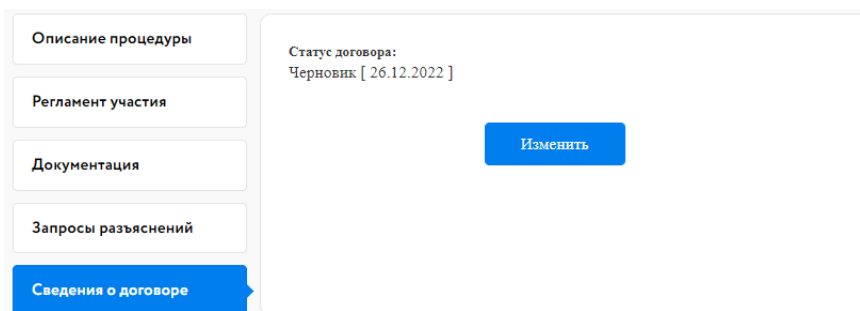 Описание процедуры
Регламент участия
Документация
Запросы разъяснений
Сведения о договоре
Статус договора:
Черновик [ 26.12.2022 ]
Изменить